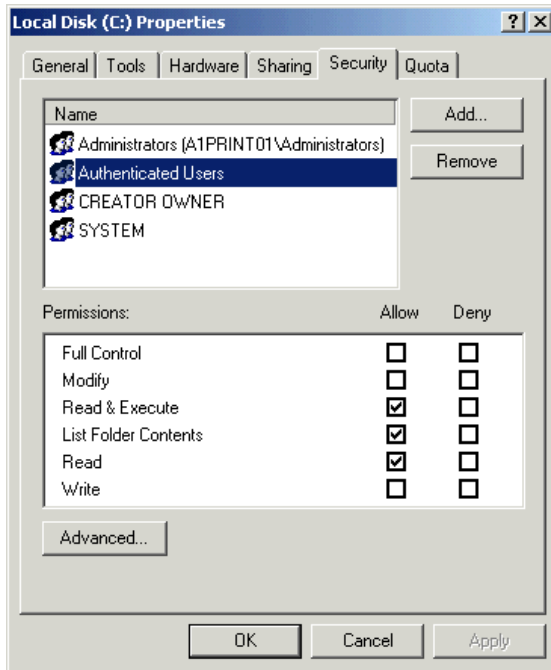 Local Disk (C:) Properties
General Tools Hardware Sharing Security Quota
Name
Add...
Administrators (A1PRINT01\Administrators)
Authenticated Users
Remove
CREATOR OWNER
SYSTEM
Permissions: Allow Deny
Full Control
Modify
Read & Execute
List Folder Contents
Read
Write
Advanced...
OK Cancel Apply